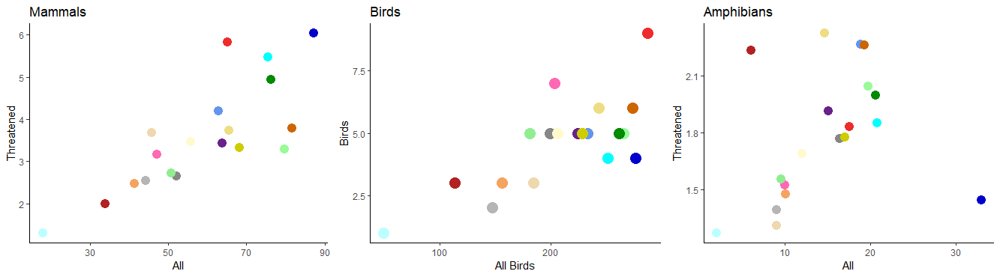 Mammals
Threatened
6
5
4
3
2
30
50
70
90
All
Birds
Birds
7.5
5.0
2.5
100
200
All Birds
Amphibians
Threatened
2.1
1.8
1.5
10
20
30
All